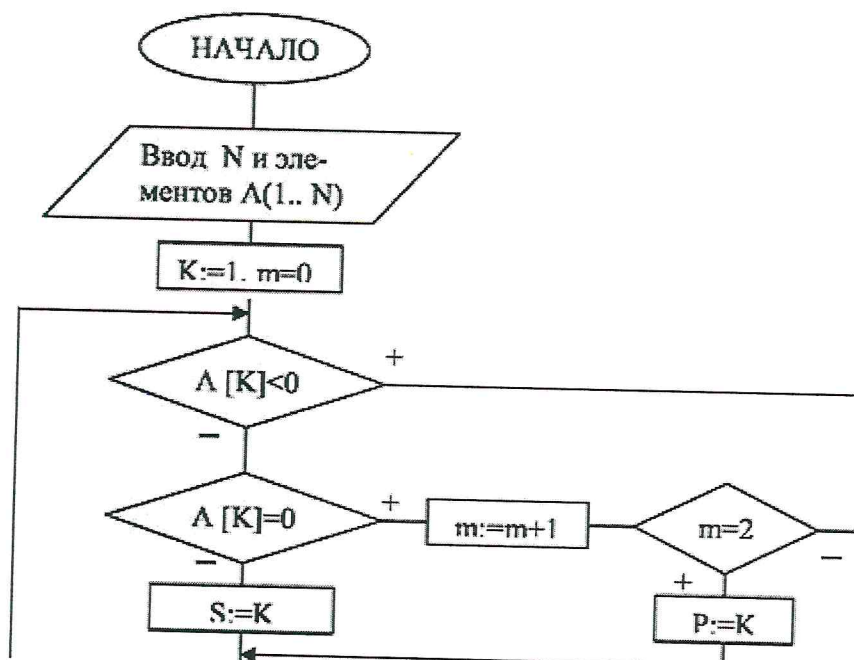 НАЧАЛО
Ввод N и эле-
ментов A(1.. N)
K:=1, m=0
A [K]<0
+
−
A [K]=0
+
m:=m+1
m=2
−
−
+
S:=K
P:=K